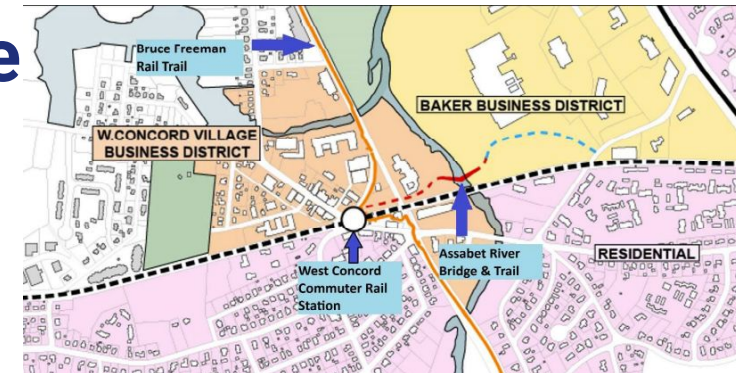 e
Bruce Freeman
Rail Trail
BAKER BUSINESS DISTRICT
W.CONCORD VILLAGE
BUSINESS DISTRICT
West Concord
Commuter Rail
Station
Assabet River
Bridge & Trail
RESIDENTIAL